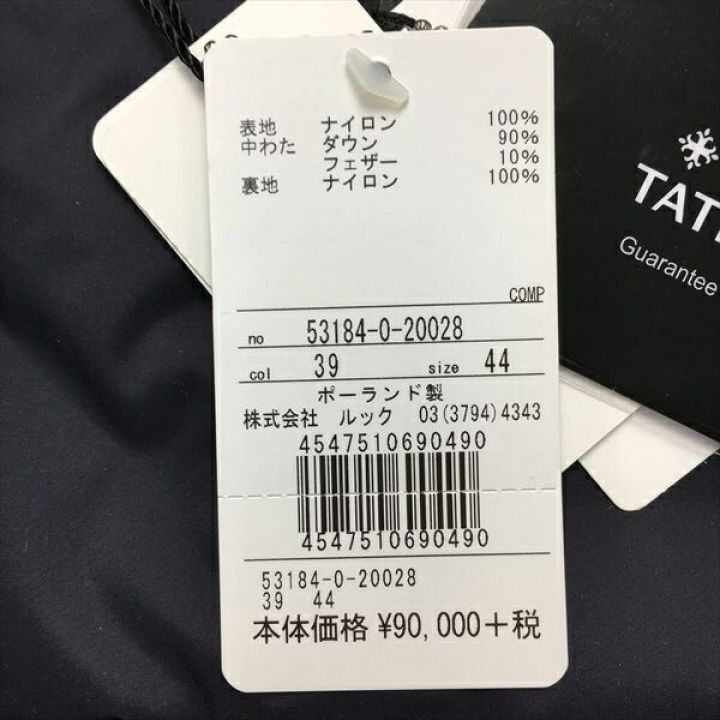 表地 ナイロン 100%
中わた ダウン 90%
フェザー 10%
裏地 ナイロン 100%
COMP
no 53184-0-20028
col 39 size 44
ポーランド製
株式会社 ルック 03(3794)4343
4547510690490
4547510690490
53184-0-20028
39 44
本体価格 ¥90,000+税
Guarantee